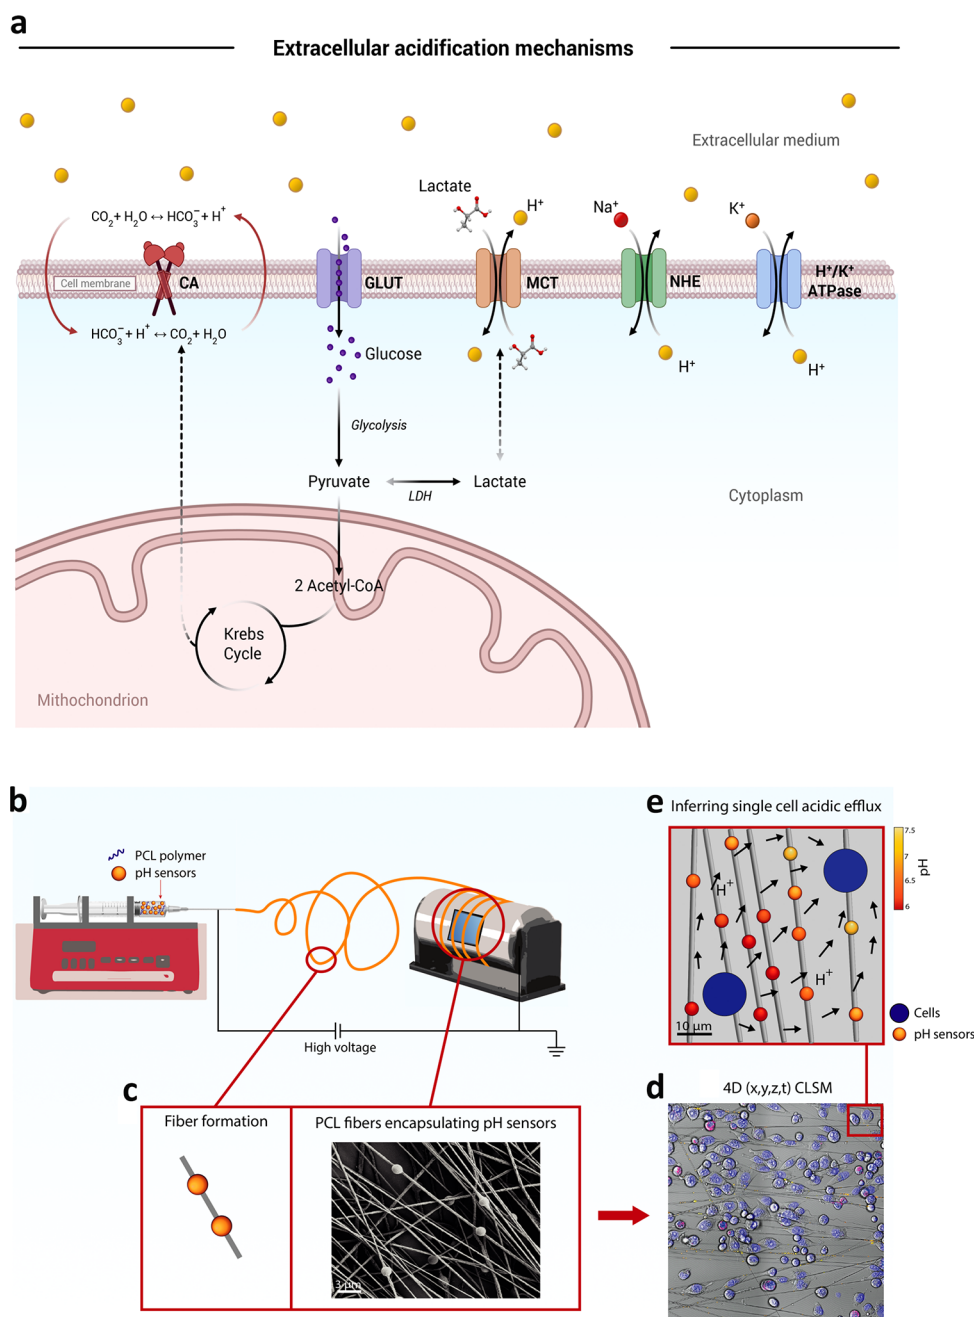 a
Extracellular acidification mechanisms
Extracellular medium
Lactate
H⁺
Na⁺
K⁺
CO₂ + H₂O ↔ HCO₃⁻ + H⁺
Cell membrane
CA
GLUT
MCT
NHE
H⁺/K⁺
ATPase
HCO₃⁻ + H⁺ ↔ CO₂ + H₂O
Glucose
H⁺
H⁺
Glycolysis
Pyruvate
LDH
Lactate
Cytoplasm
2 Acetyl-CoA
Krebs
Cycle
Mithochondrion
b
PCL polymer
pH sensors
High voltage
e
Inferring single cell acidic efflux
H⁺
H⁺
10 µm
7.5
7
6.5
6
pH
Cells
pH sensors
c
Fiber formation
PCL fibers encapsulating pH sensors
3 µm
d
4D (x,y,z,t) CLSM